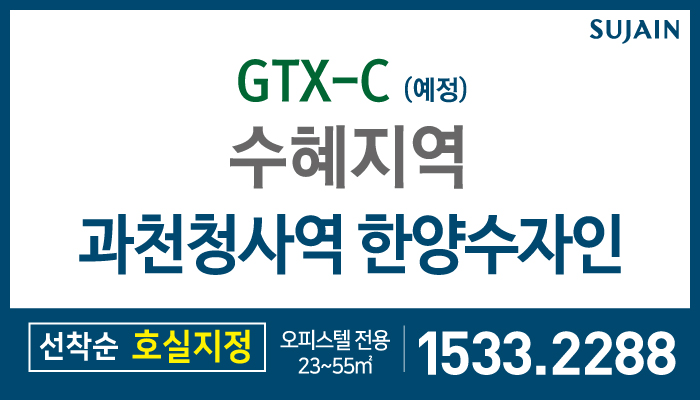 SUJAIN
GTX-C (예정)
수혜지역
과천청사역 한양수자인
선착순 호실지정
오피스텔 전용
23~55㎡
1533.2288